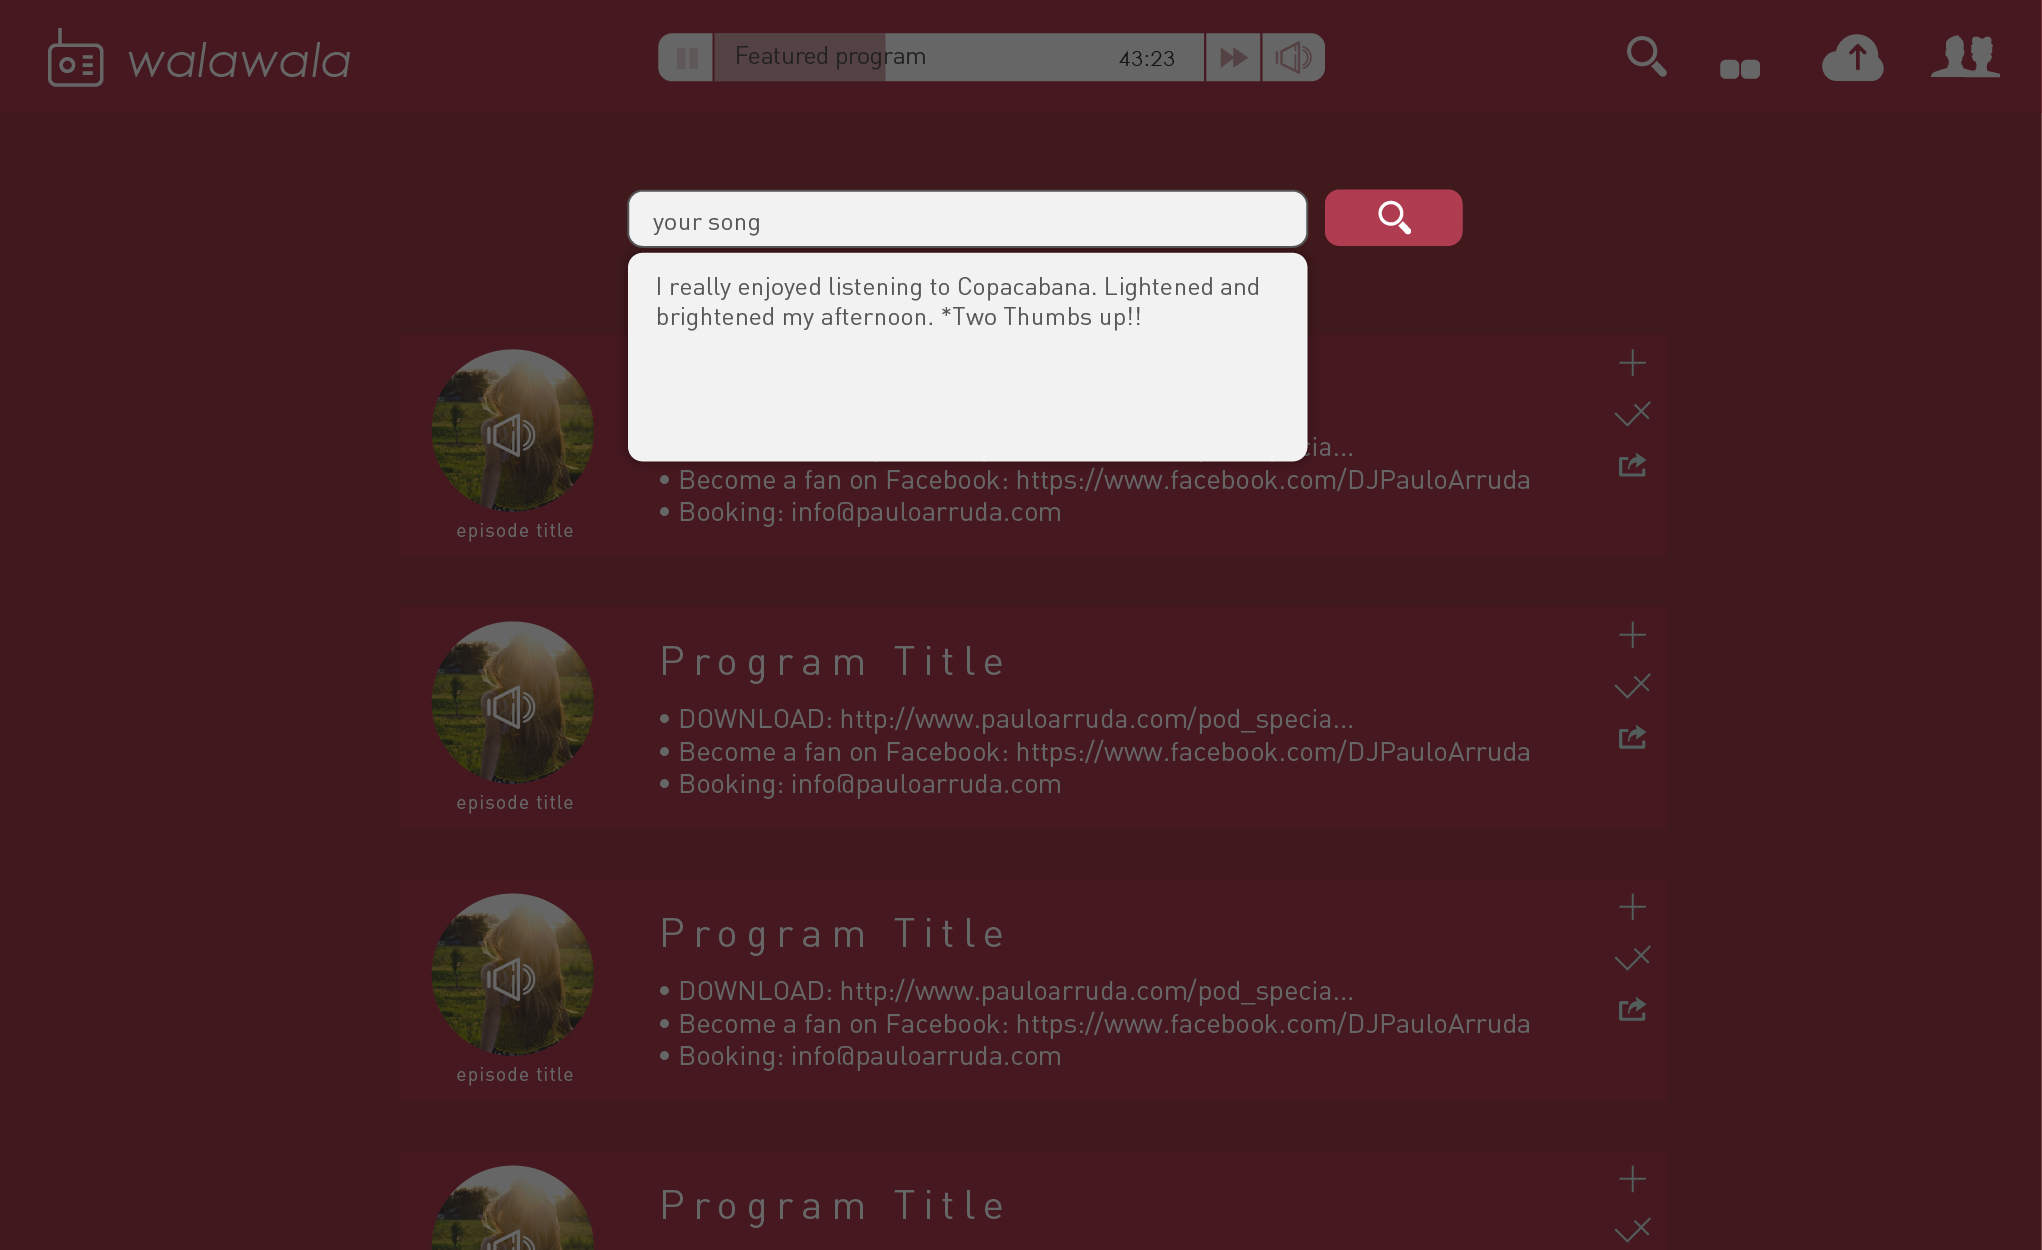 walawala
Featured program 43:23
your song
I really enjoyed listening to Copacabana. Lightened and
brightened my afternoon. *Two Thumbs up!!
cia...
• Become a fan on Facebook: https://www.facebook.com/DJPauloArruda
• Booking: info@pauloarruda.com
episode title
Program Title
• DOWNLOAD: http://www.pauloarruda.com/pod_specia...
• Become a fan on Facebook: https://www.facebook.com/DJPauloArruda
• Booking: info@pauloarruda.com
episode title
Program Title
• DOWNLOAD: http://www.pauloarruda.com/pod_specia...
• Become a fan on Facebook: https://www.facebook.com/DJPauloArruda
• Booking: info@pauloarruda.com
episode title
Program Title